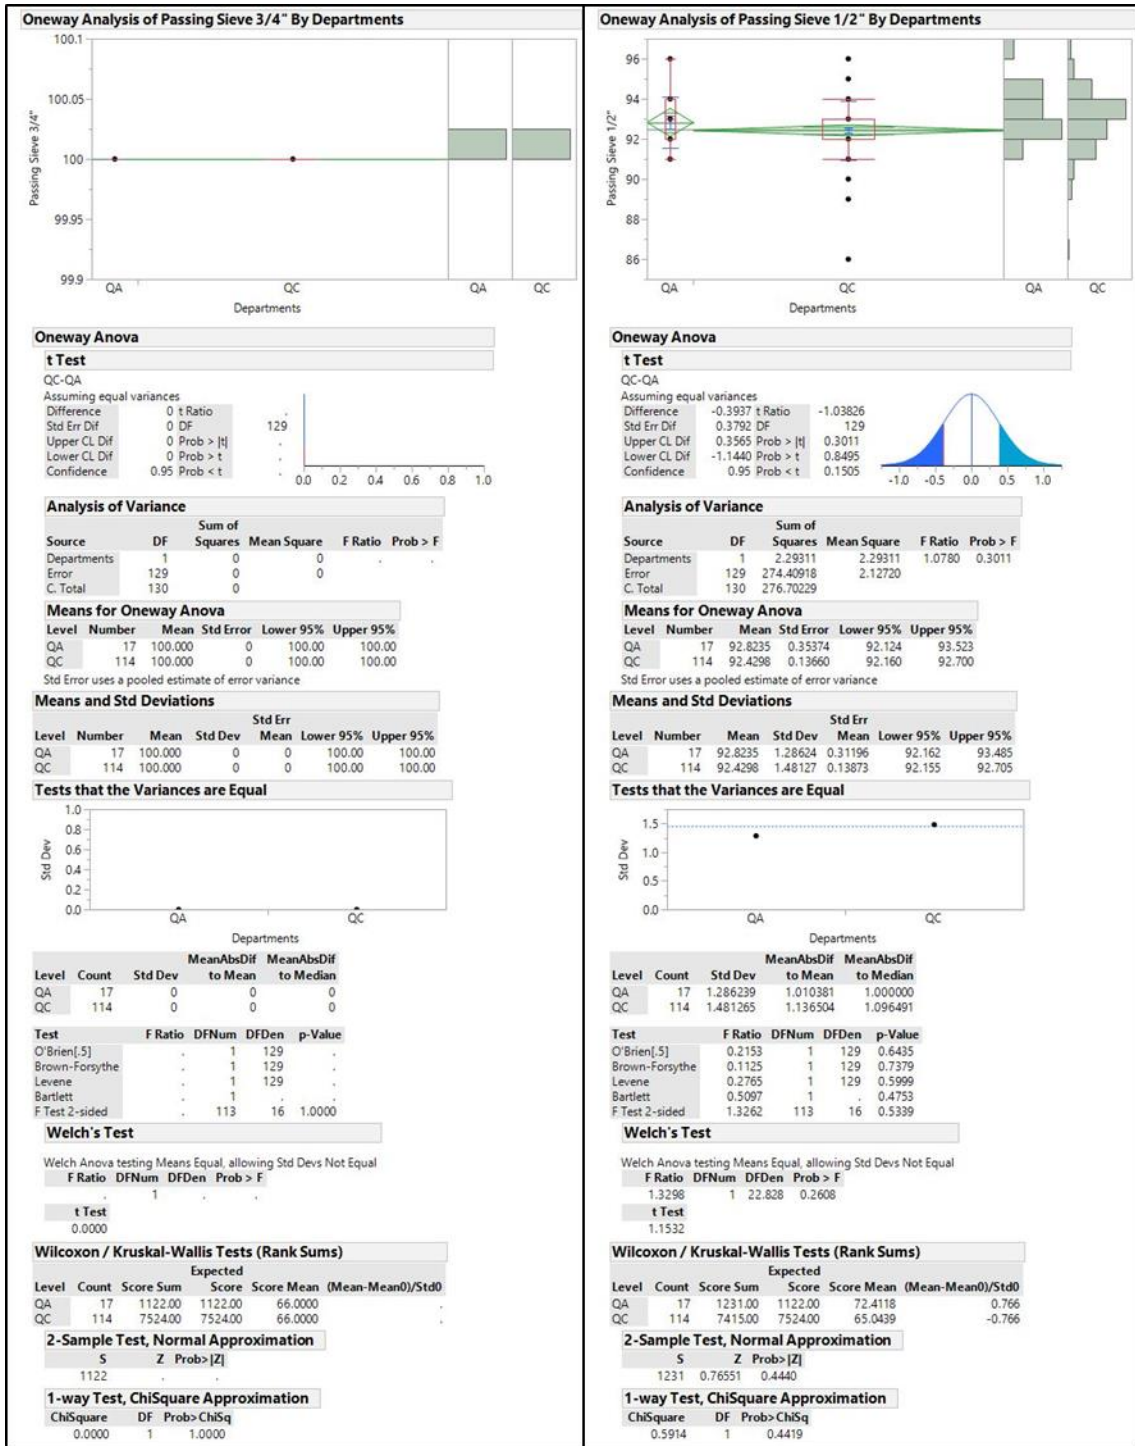 Oneway Analysis of Passing Sieve 3/4" By Departments
100.1
100.05
100
99.95
99.9
Passing Sieve 3/4"
QA QC QA QC
Departments
Oneway Anova
t Test
QC-QA
Assuming equal variances
Difference 0 t Ratio .
Std Err Dif 0 DF 129
Upper CL Dif 0 Prob > |t| .
Lower CL Dif 0 Prob > t .
Confidence 0.95 Prob < t .
0.0 0.2 0.4 0.6 0.8 1.0
Analysis of Variance
Sum of
Source DF Squares Mean Square F Ratio Prob > F
Departments 1 0 0 . .
Error 129 0 0
C. Total 130 0
Means for Oneway Anova
Level Number Mean Std Error Lower 95% Upper 95%
QA 17 100.000 0 100.00 100.00
QC 114 100.000 0 100.00 100.00
Std Error uses a pooled estimate of error variance
Means and Std Deviations
Std Err
Level Number Mean Std Dev Mean Lower 95% Upper 95%
QA 17 100.000 0 0 100.00 100.00
QC 114 100.000 0 0 100.00 100.00
Tests that the Variances are Equal
1.0
0.8
0.6
0.4
0.2
0.0
Std Dev
QA QC
Departments
MeanAbsDif MeanAbsDif
Level Count Std Dev to Mean to Median
QA 17 0 0 0
QC 114 0 0 0
Test F Ratio DFNum DFDen p-Value
O'Brien[.5] . 1 129 .
Brown-Forsythe . 1 129 .
Levene . 1 129 .
Bartlett . 1 . .
F Test 2-sided . 113 16 1.0000
Welch's Test
Welch Anova testing Means Equal, allowing Std Devs Not Equal
F Ratio DFNum DFDen Prob > F
. 1 . .
t Test
0.0000
Wilcoxon / Kruskal-Wallis Tests (Rank Sums)
Expected
Level Count Score Sum Score Score Mean (Mean-Mean0)/Std0
QA 17 1122.00 1122.00 66.0000 .
QC 114 7524.00 7524.00 66.0000 .
2-Sample Test, Normal Approximation
S Z Prob>|Z|
1122 . .
1-way Test, ChiSquare Approximation
ChiSquare DF Prob>ChiSq
0.0000 1 1.0000
Oneway Analysis of Passing Sieve 1/2" By Departments
96
94
92
90
88
86
Passing Sieve 1/2"
QA QC QA QC
Departments
Oneway Anova
t Test
QC-QA
Assuming equal variances
Difference -0.3937 t Ratio -1.03826
Std Err Dif 0.3792 DF 129
Upper CL Dif 0.3565 Prob > |t| 0.3011
Lower CL Dif -1.1440 Prob > t 0.8495
Confidence 0.95 Prob < t 0.1505
-1.0 -0.5 0.0 0.5 1.0
Analysis of Variance
Sum of
Source DF Squares Mean Square F Ratio Prob > F
Departments 1 2.29311 2.29311 1.0780 0.3011
Error 129 274.40918 2.12720
C. Total 130 276.70229
Means for Oneway Anova
Level Number Mean Std Error Lower 95% Upper 95%
QA 17 92.8235 0.35374 92.124 93.523
QC 114 92.4298 0.13660 92.160 92.700
Std Error uses a pooled estimate of error variance
Means and Std Deviations
Std Err
Level Number Mean Std Dev Mean Lower 95% Upper 95%
QA 17 92.8235 1.28624 0.31196 92.162 93.485
QC 114 92.4298 1.48127 0.13873 92.155 92.705
Tests that the Variances are Equal
1.5
1.0
0.5
0.0
Std Dev
QA QC
Departments
MeanAbsDif MeanAbsDif
Level Count Std Dev to Mean to Median
QA 17 1.286239 1.010381 1.000000
QC 114 1.481265 1.136504 1.096491
Test F Ratio DFNum DFDen p-Value
O'Brien[.5] 0.2153 1 129 0.6435
Brown-Forsythe 0.1125 1 129 0.7379
Levene 0.2765 1 129 0.5999
Bartlett 0.5097 1 . 0.4753
F Test 2-sided 1.3262 113 16 0.5339
Welch's Test
Welch Anova testing Means Equal, allowing Std Devs Not Equal
F Ratio DFNum DFDen Prob > F
1.3298 1 22.828 0.2608
t Test
1.1532
Wilcoxon / Kruskal-Wallis Tests (Rank Sums)
Expected
Level Count Score Sum Score Score Mean (Mean-Mean0)/Std0
QA 17 1231.00 1122.00 72.4118 0.766
QC 114 7415.00 7524.00 65.0439 -0.766
2-Sample Test, Normal Approximation
S Z Prob>|Z|
1231 0.76551 0.4440
1-way Test, ChiSquare Approximation
ChiSquare DF Prob>ChiSq
0.5914 1 0.4419